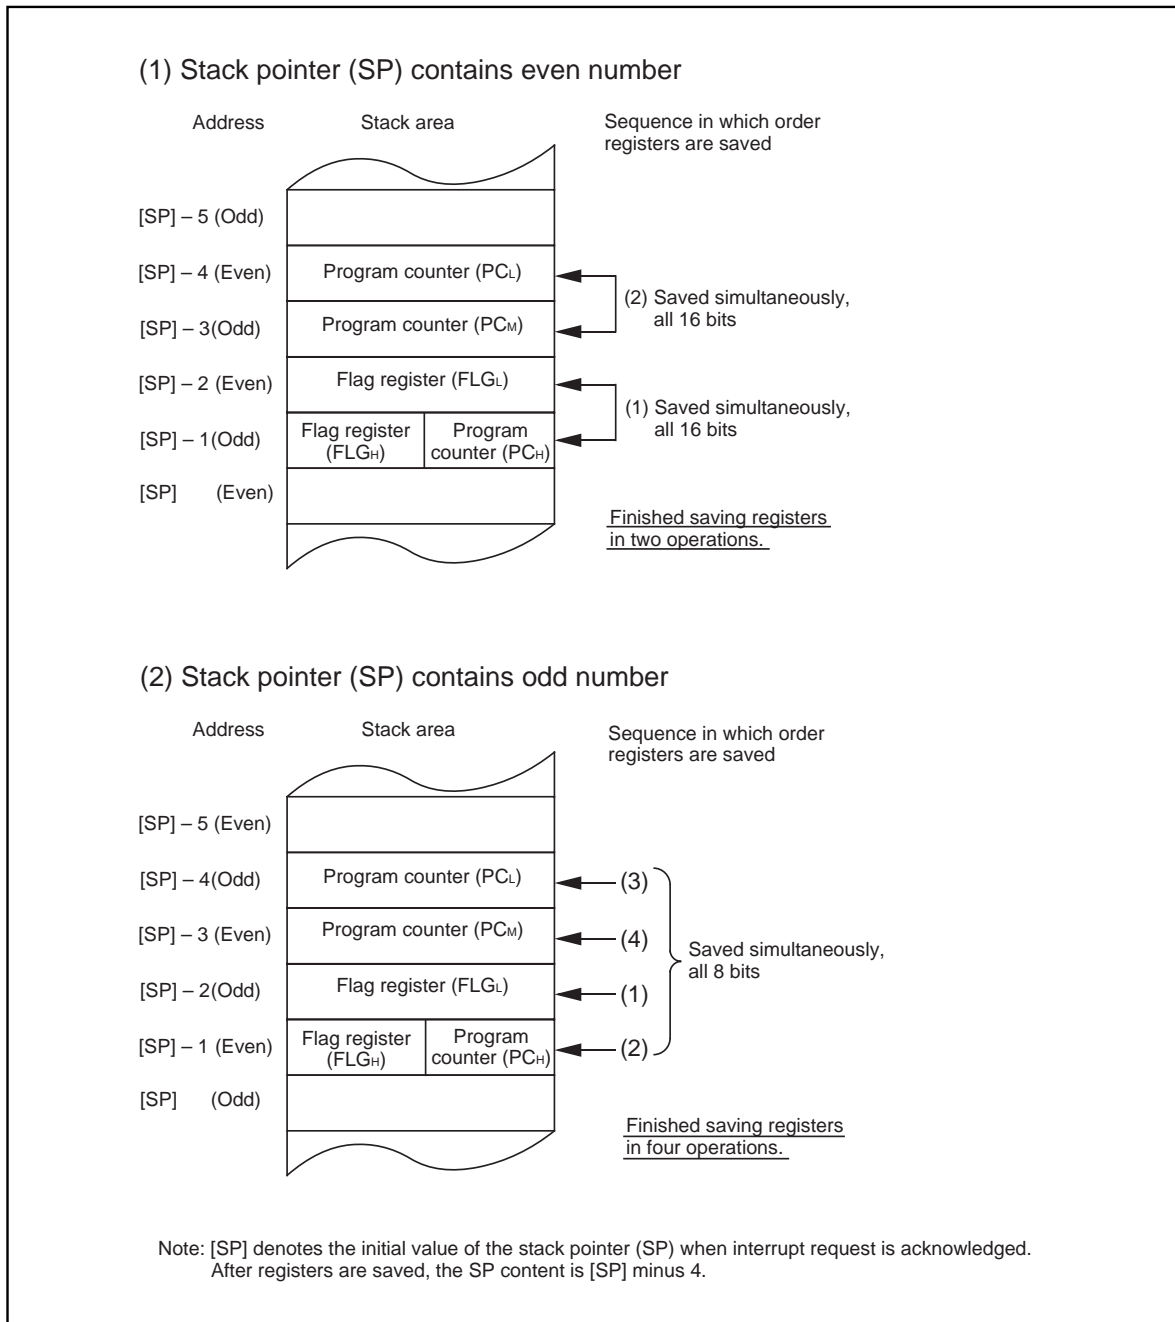 (1) Stack pointer (SP) contains even number
Address
Stack area
Sequence in which order
registers are saved
[SP] – 5 (Odd)
[SP] – 4 (Even)
Program counter (PCL)
(2) Saved simultaneously,
all 16 bits
[SP] – 3(Odd)
Program counter (PCM)
[SP] – 2 (Even)
Flag register (FLGL)
(1) Saved simultaneously,
all 16 bits
[SP] – 1(Odd)
Flag register
(FLGH)
Program
counter (PCH)
[SP] (Even)
Finished saving registers
in two operations.
(2) Stack pointer (SP) contains odd number
Address
Stack area
Sequence in which order
registers are saved
[SP] – 5 (Even)
[SP] – 4(Odd)
Program counter (PCL)
(3)
[SP] – 3 (Even)
Program counter (PCM)
(4)
Saved simultaneously,
all 8 bits
[SP] – 2(Odd)
Flag register (FLGL)
(1)
[SP] – 1 (Even)
Flag register
(FLGH)
Program
counter (PCH)
(2)
[SP] (Odd)
Finished saving registers
in four operations.
Note: [SP] denotes the initial value of the stack pointer (SP) when interrupt request is acknowledged.
After registers are saved, the SP content is [SP] minus 4.